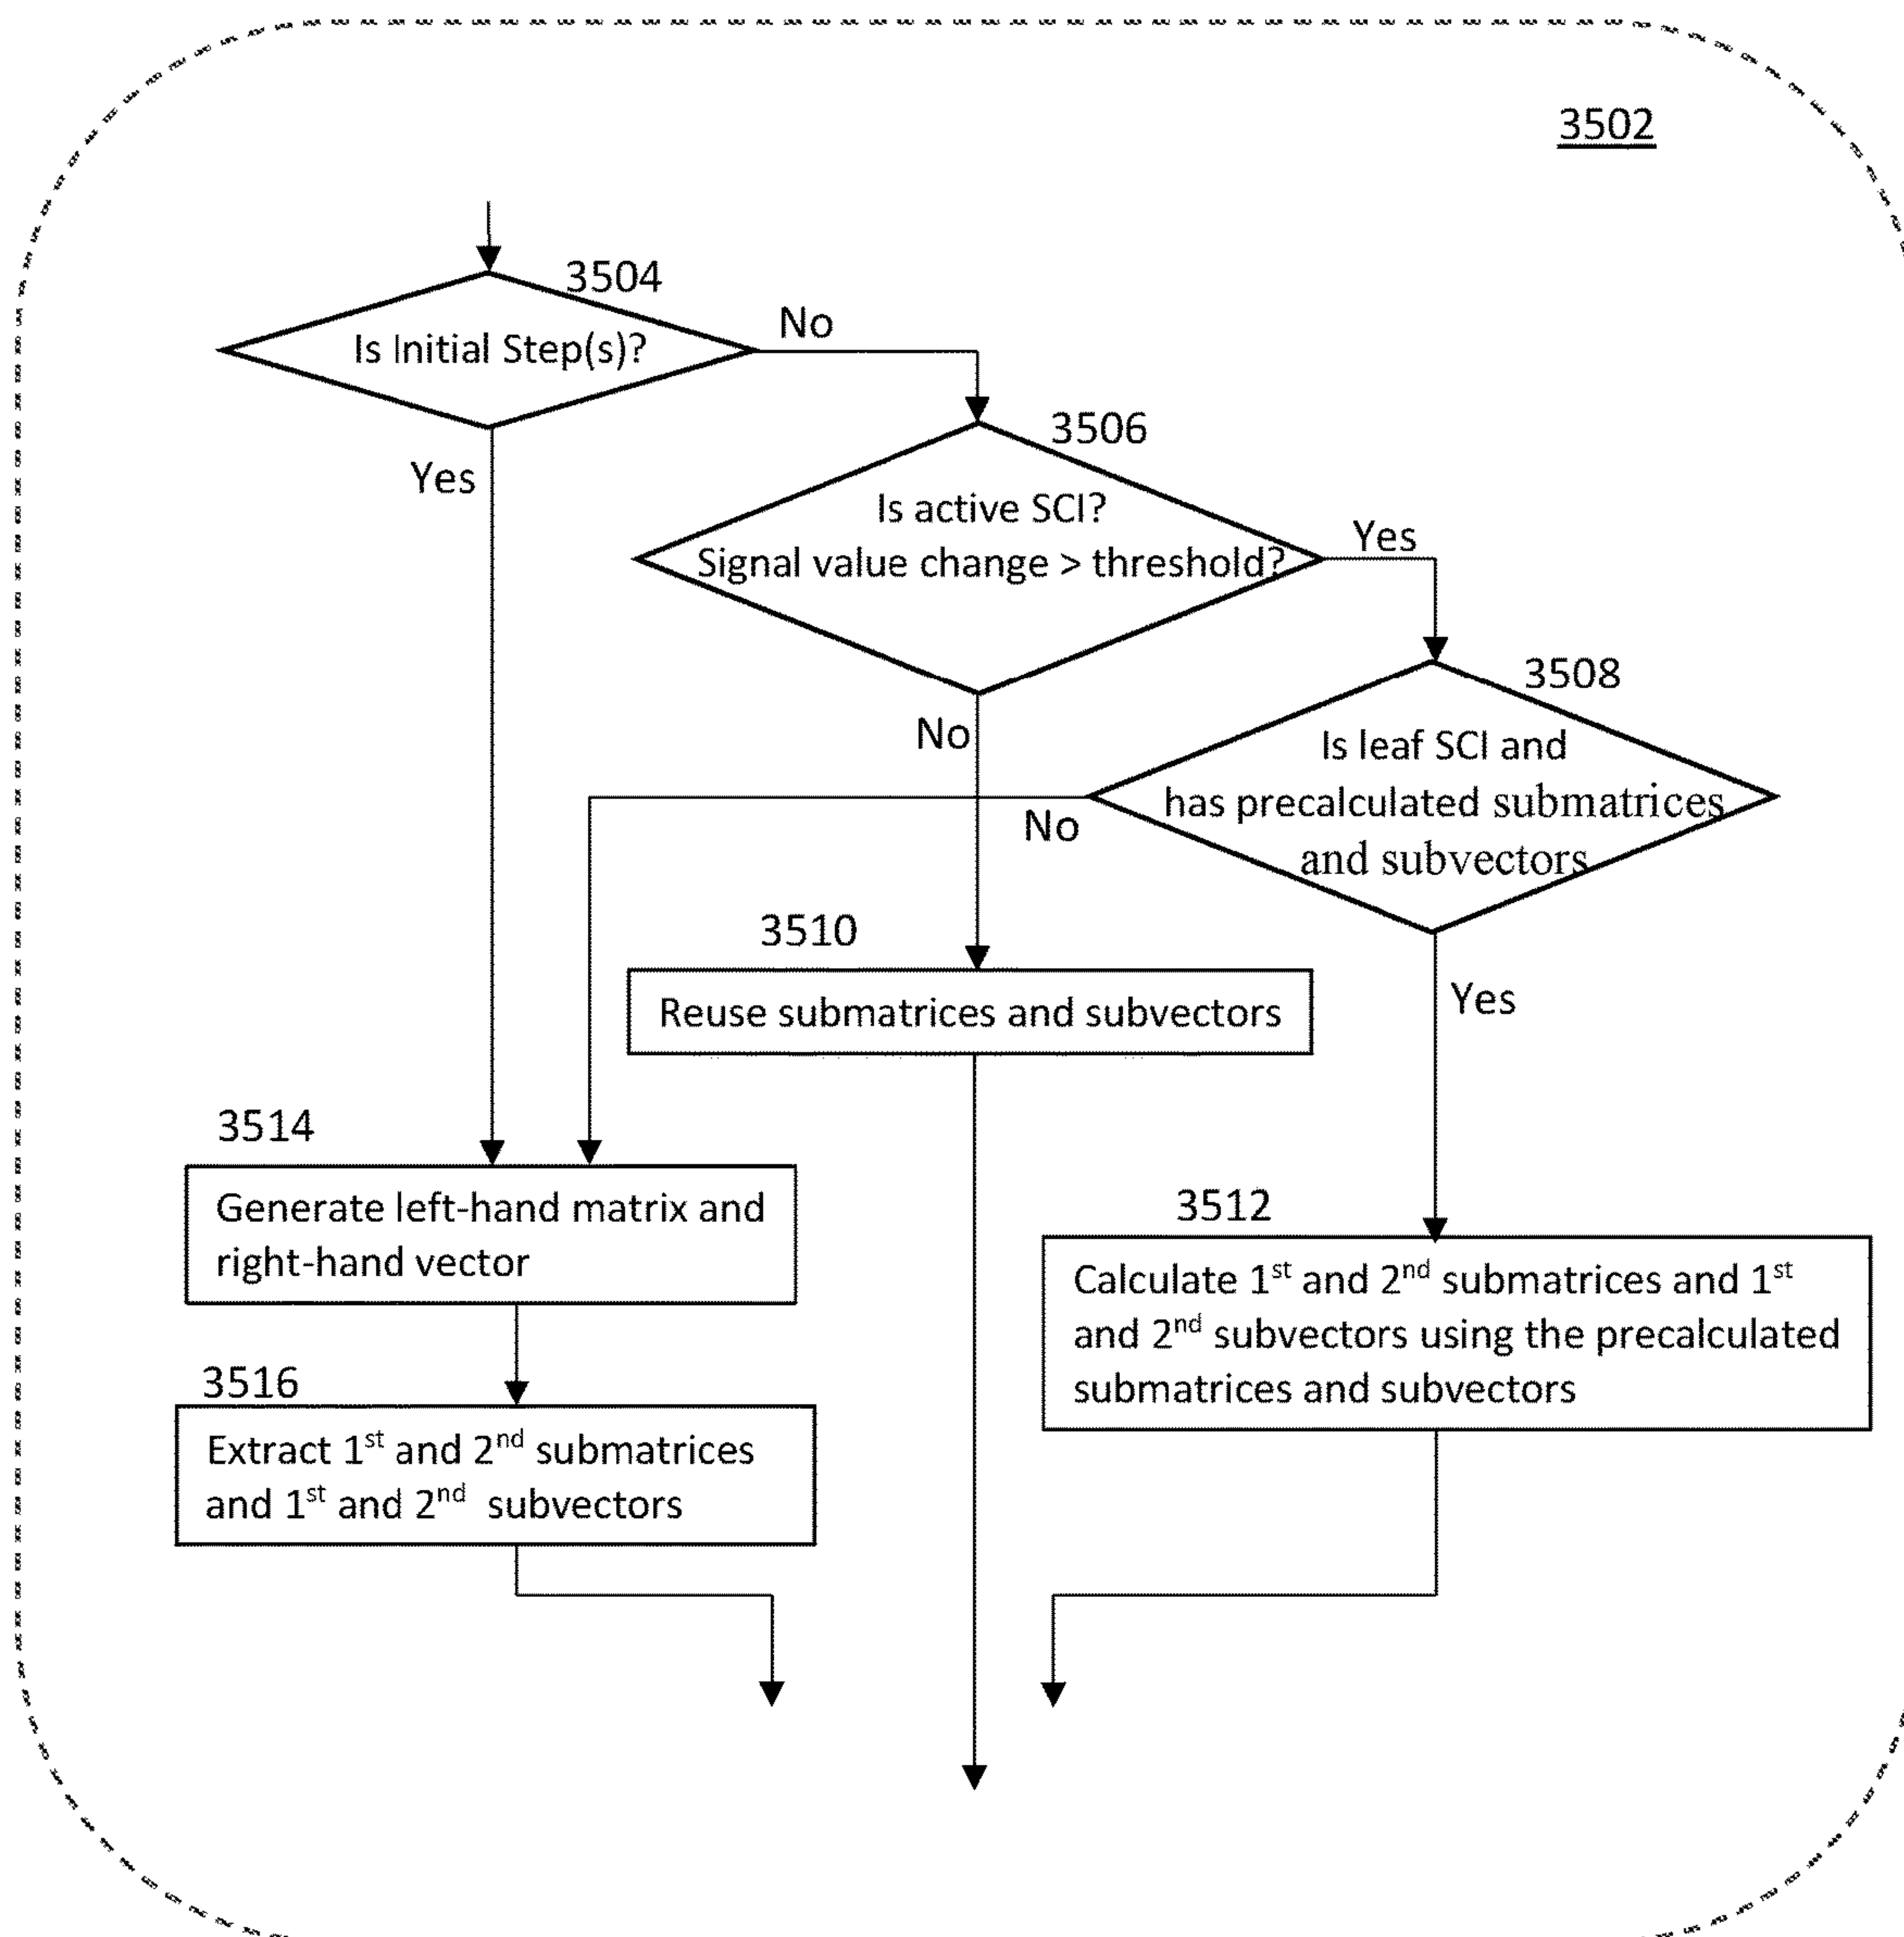 3502
3504
Is Initial Step(s)?
No
Yes
3506
Is active SCI?
Signal value change > threshold?
Yes
No
3508
Is leaf SCI and
has precalculated submatrices
and subvectors
No
Yes
3510
Reuse submatrices and subvectors
3514
Generate left-hand matrix and
right-hand vector
3512
Calculate 1st and 2nd submatrices and 1st
and 2nd subvectors using the precalculated
submatrices and subvectors
3516
Extract 1st and 2nd submatrices
and 1st and 2nd subvectors